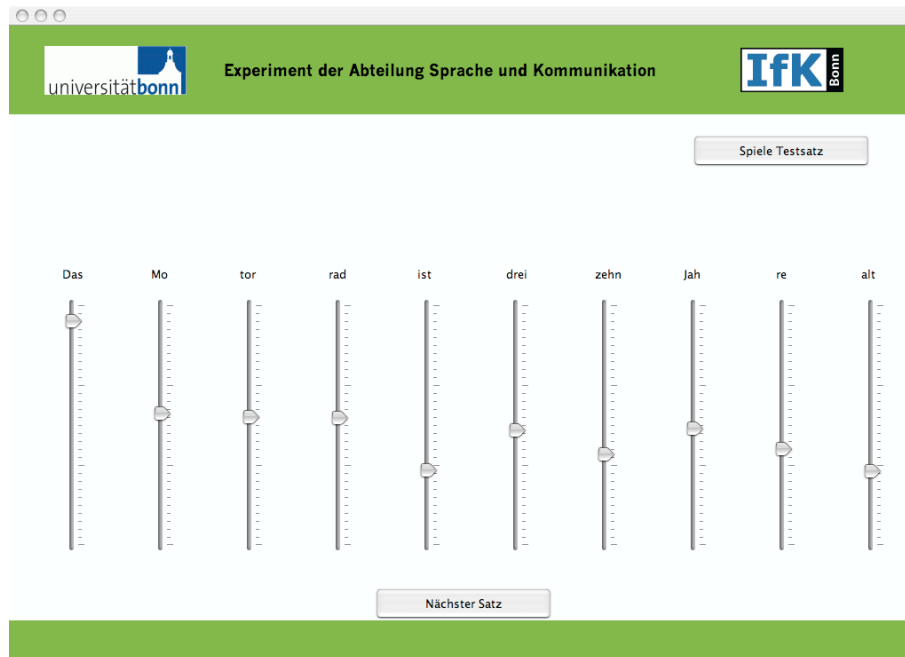 universitätbonn
Experiment der Abteilung Sprache und Kommunikation
IfK Bonn
Spiele Testsatz
Das Mo tor rad ist drei zehn Jah re alt
Nächster Satz